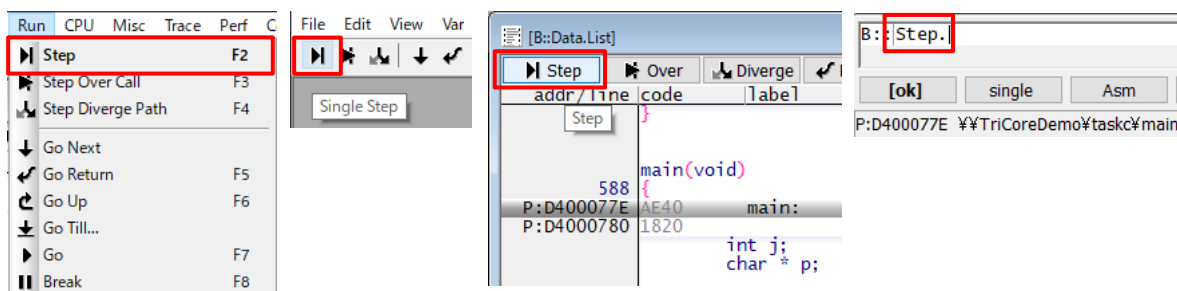 Run CPU Misc Trace Perf
Step F2
Step Over Call F3
Step Diverge Path F4
Go Next
Go Return F5
Go Up F6
Go Till...
Go F7
Break F8
File Edit View Var
Single Step
[B::Data.List]
Step Over Diverge
addr/line code label
Step
}
main(void)
588 {
P:D400077E AE40 main:
P:D4000780 1820
int j;
char * p;
B::Step.
[ok] single Asm
P:D400077E ¥¥TriCoreDemo¥taskc¥main